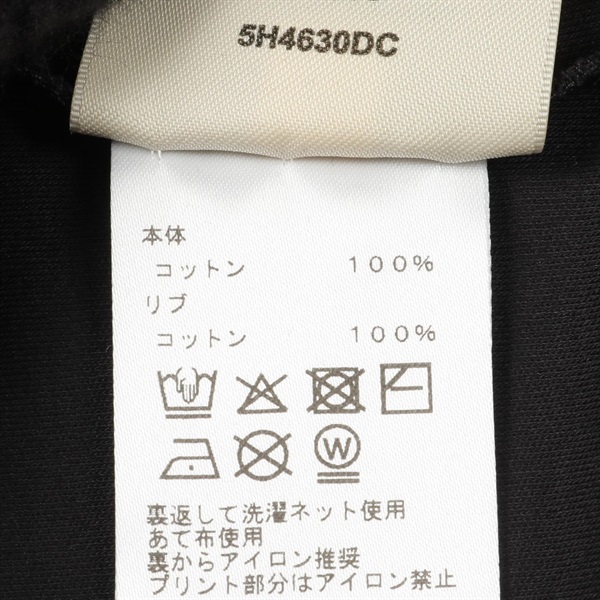 5H4630DC
本体
コットン 100%
リブ
コットン 100%
W
裏返して洗濯ネット使用
あて布使用
裏からアイロン推奨
プリント部分はアイロン禁止